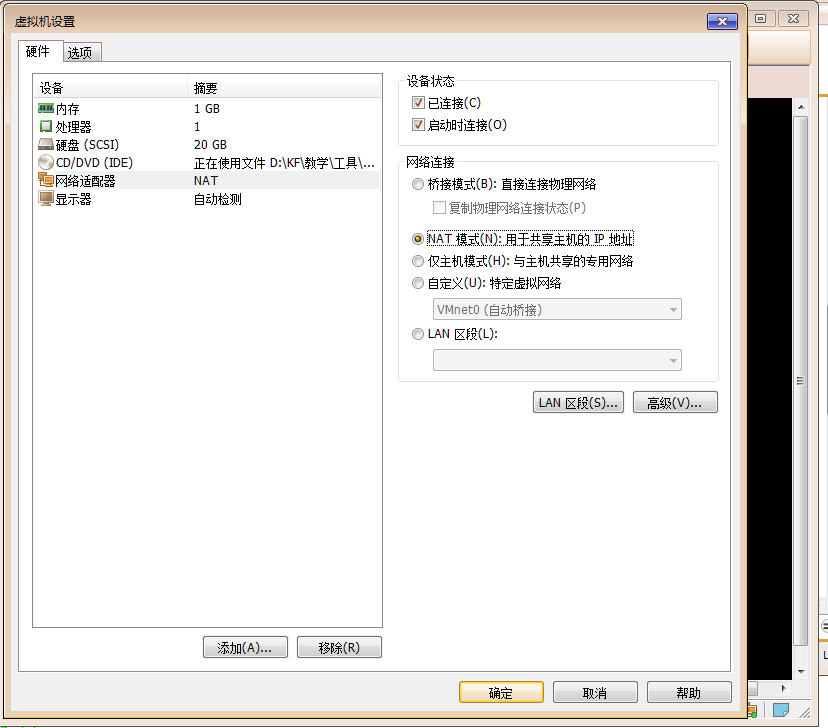 虚拟机设置
硬件 选项
设备 摘要
内存 1 GB
处理器 1
硬盘 (SCSI) 20 GB
CD/DVD (IDE) 正在使用文件 D:\KF\教学\工具\...
网络适配器 NAT
显示器 自动检测
添加(A)... 移除(R)
设备状态
已连接(C)
启动时连接(O)
网络连接
桥接模式(B): 直接连接物理网络
复制物理网络连接状态(P)
NAT 模式(N): 用于共享主机的 IP 地址
仅主机模式(H): 与主机共享的专用网络
自定义(U): 特定虚拟网络
VMnet0 (自动桥接)
LAN 区段(L):
LAN 区段(S)... 高级(V)...
确定 取消 帮助